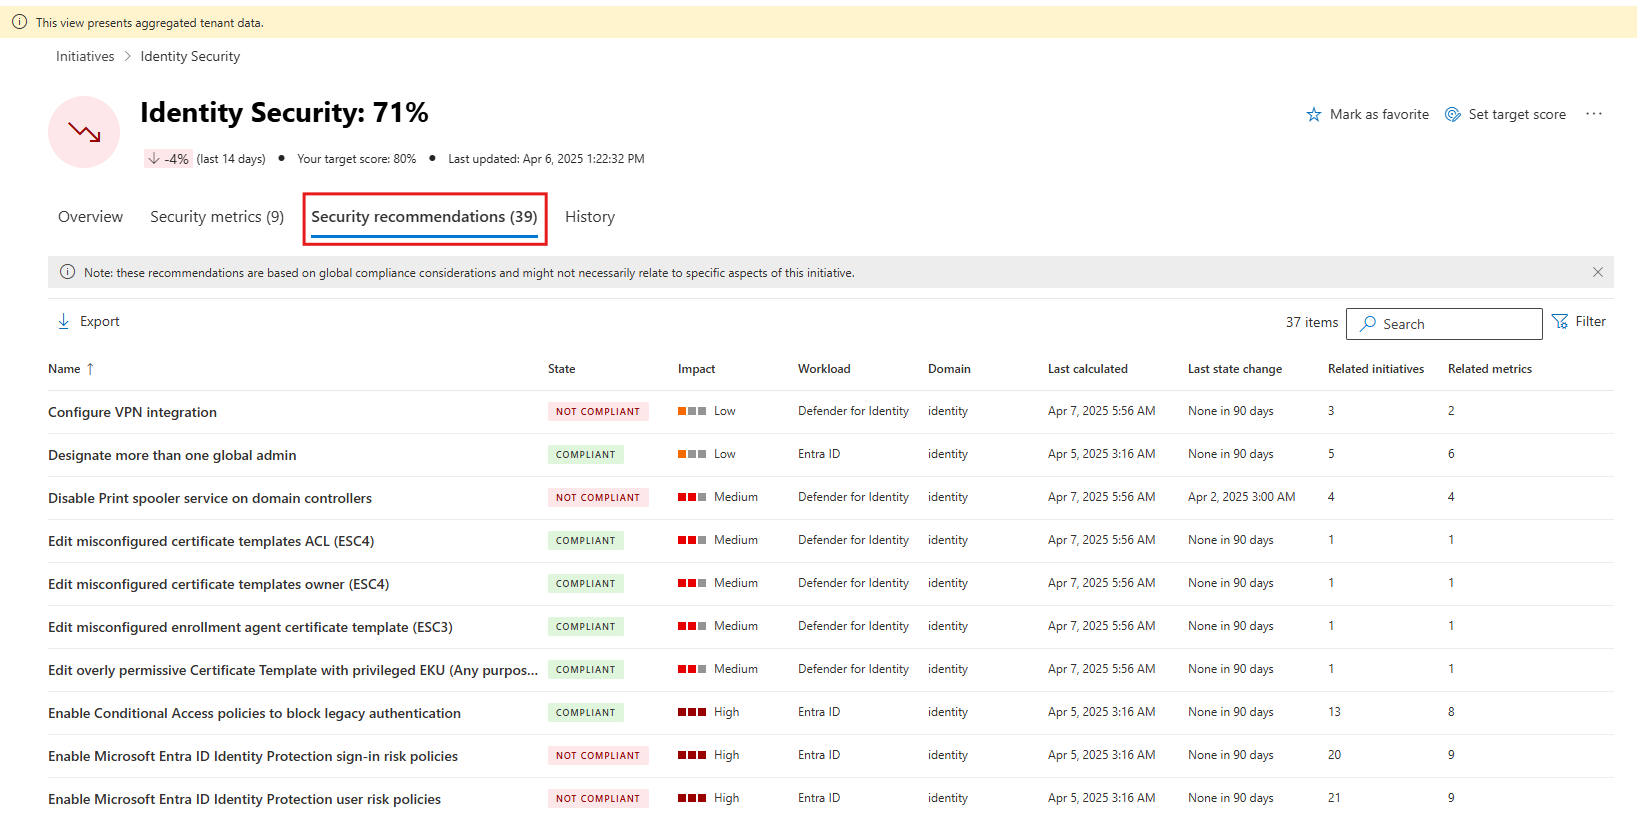 This view presents aggregated tenant data.
Initiatives > Identity Security
Identity Security: 71%
Mark as favorite Set target score ...
-4% (last 14 days) • Your target score: 80% • Last updated: Apr 6, 2025 1:22:32 PM
Overview Security metrics (9) Security recommendations (39) History
Note: these recommendations are based on global compliance considerations and might not necessarily relate to specific aspects of this initiative.
Export 37 items Search Filter
Name ↑ State Impact Workload Domain Last calculated Last state change Related initiatives Related metrics
Configure VPN integration NOT COMPLIANT Low Defender for Identity identity Apr 7, 2025 5:56 AM None in 90 days 3 2
Designate more than one global admin COMPLIANT Low Entra ID identity Apr 5, 2025 3:16 AM None in 90 days 5 6
Disable Print spooler service on domain controllers NOT COMPLIANT Medium Defender for Identity identity Apr 7, 2025 5:56 AM Apr 2, 2025 3:00 AM 4 4
Edit misconfigured certificate templates ACL (ESC4) COMPLIANT Medium Defender for Identity identity Apr 7, 2025 5:56 AM None in 90 days 1 1
Edit misconfigured certificate templates owner (ESC4) COMPLIANT Medium Defender for Identity identity Apr 7, 2025 5:56 AM None in 90 days 1 1
Edit misconfigured enrollment agent certificate template (ESC3) COMPLIANT Medium Defender for Identity identity Apr 7, 2025 5:56 AM None in 90 days 1 1
Edit overly permissive Certificate Template with privileged EKU (Any purpos... COMPLIANT Medium Defender for Identity identity Apr 7, 2025 5:56 AM None in 90 days 1 1
Enable Conditional Access policies to block legacy authentication COMPLIANT High Entra ID identity Apr 5, 2025 3:16 AM None in 90 days 13 8
Enable Microsoft Entra ID Identity Protection sign-in risk policies NOT COMPLIANT High Entra ID identity Apr 5, 2025 3:16 AM None in 90 days 20 9
Enable Microsoft Entra ID Identity Protection user risk policies NOT COMPLIANT High Entra ID identity Apr 5, 2025 3:16 AM None in 90 days 21 9